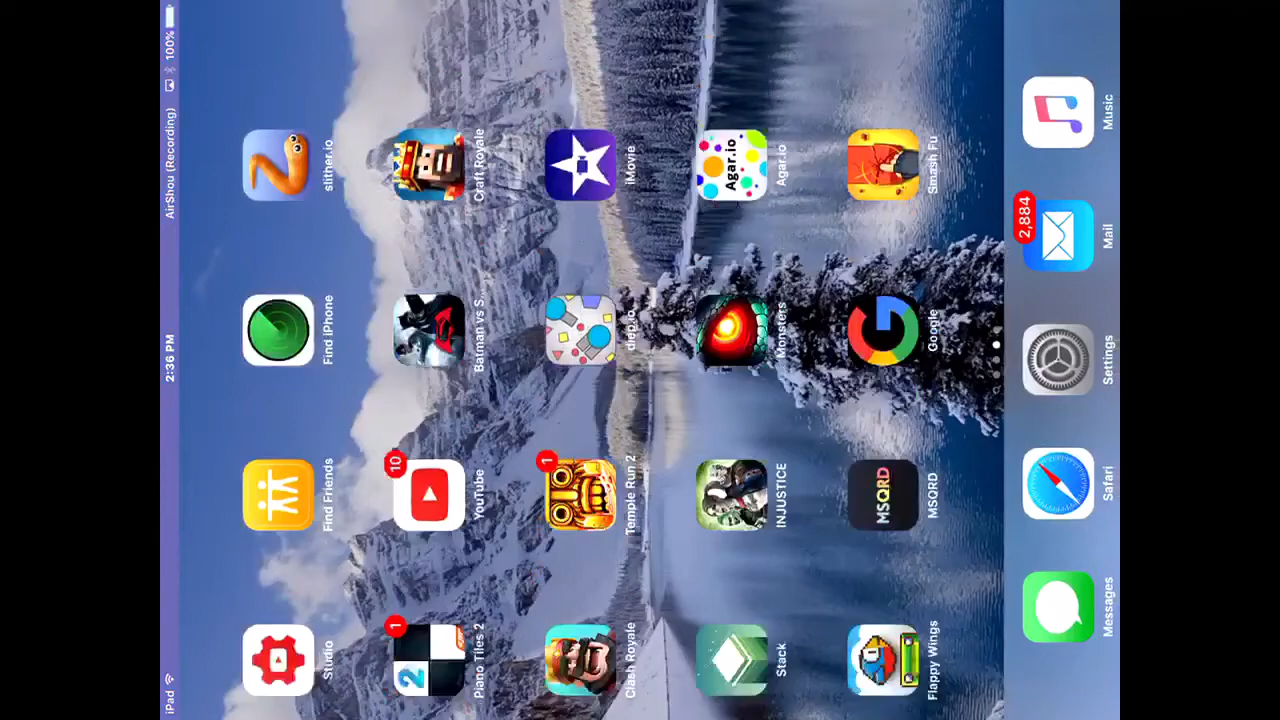 iPad
2:36 PM
AirShou (Recording)
100%
Studio
Find Friends
Find iPhone
slither.io
1
10
Piano Tiles 2
YouTube
Batman vs S...
Craft Royale
1
Clash Royale
Temple Run 2
diep.io
iMovie
Agar.io
Stack
INJUSTICE
Monsters
Agar.io
MSQRD
Flappy Wings
MSQRD
Google
Smash Fu
2,884
Messages
Safari
Settings
Mail
Music